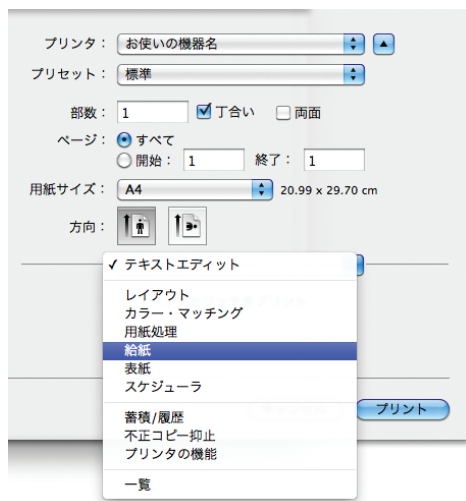 プリンタ： お使いの機器名
プリセット： 標準
部数： 1 丁合い 両面
ページ： すべて
開始： 1 終了： 1
用紙サイズ： A4 20.99 x 29.70 cm
方向：
✓ テキストエディット
レイアウト
カラー・マッチング
用紙処理
給紙
表紙
スケジューラ
蓄積/履歴
不正コピー抑止
プリンタの機能
一覧
プリント